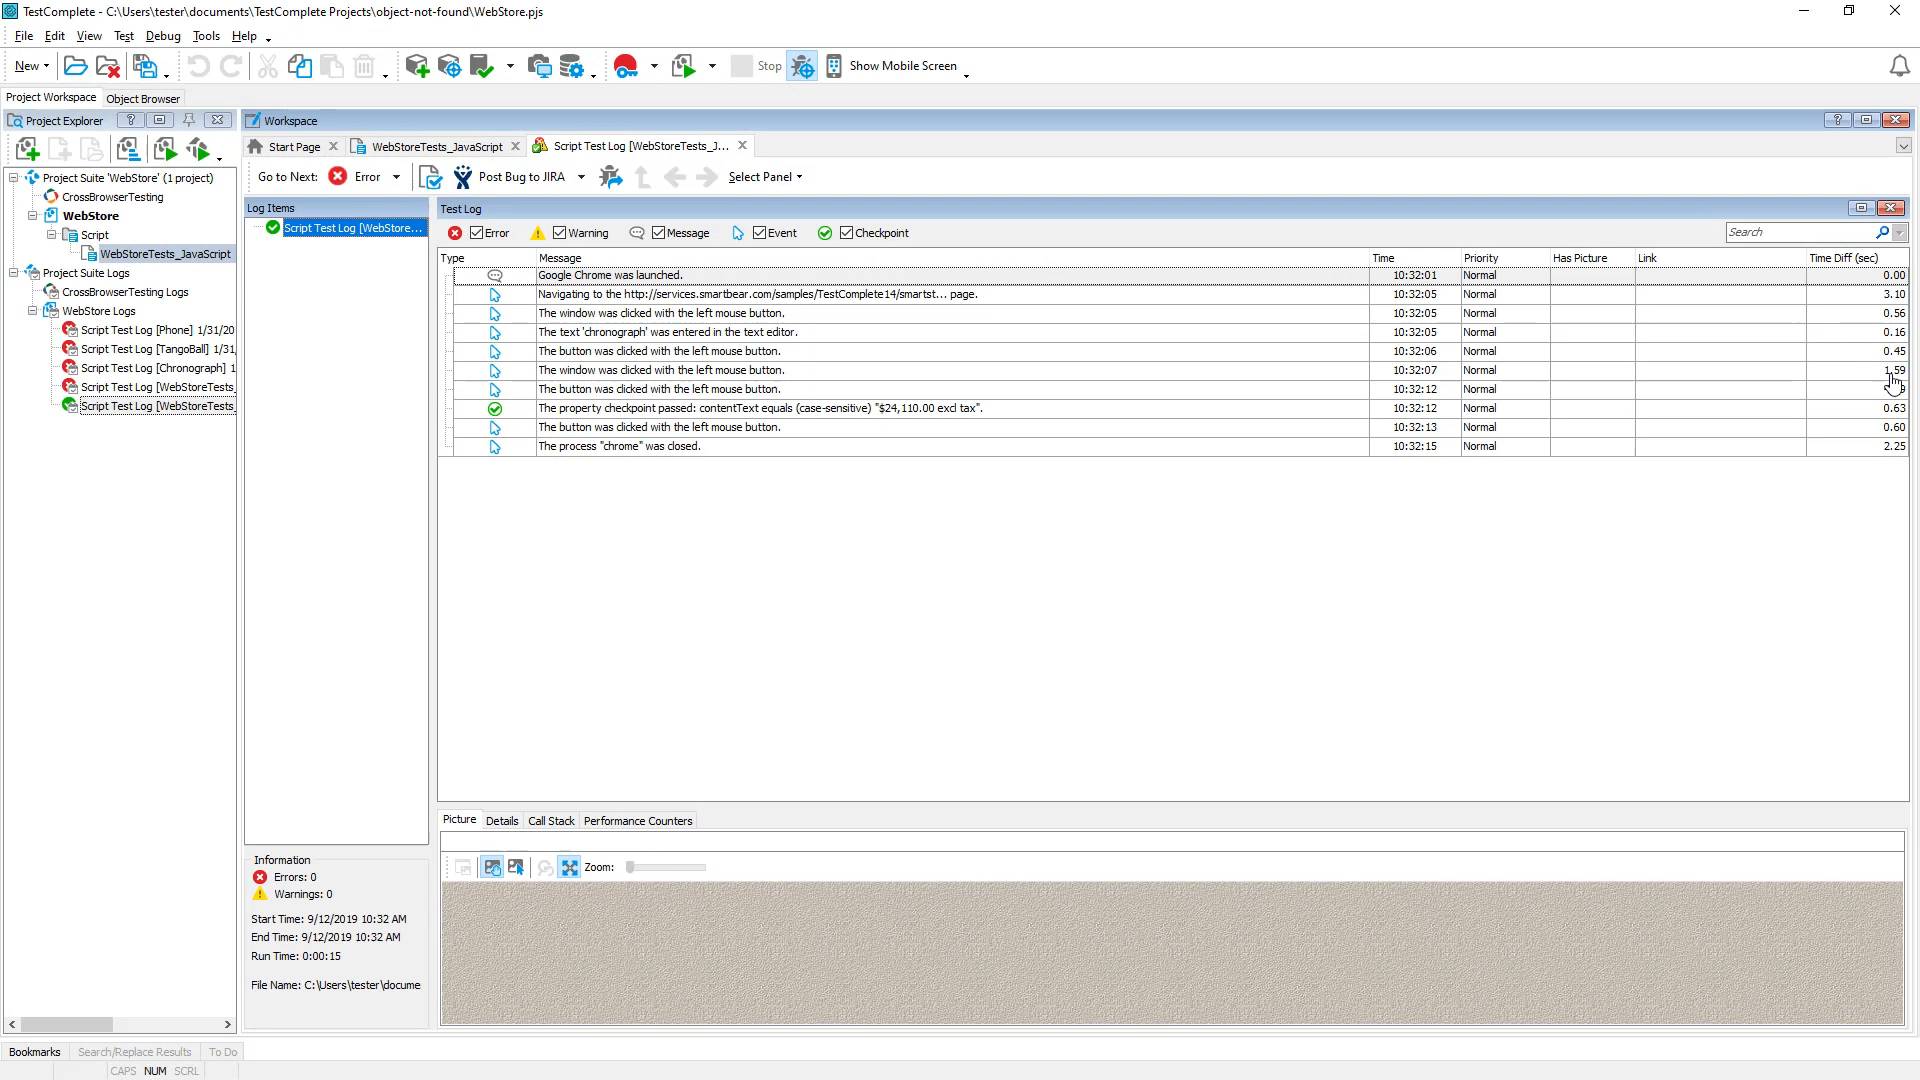 TestComplete - C:\Users\tester\documents\TestComplete Projects\object-not-found\WebStore.pjs
File Edit View Test Debug Tools Help
New Stop Show Mobile Screen
Project Workspace Object Browser
Project Explorer
Project Suite 'WebStore' (1 project)
CrossBrowserTesting
WebStore
Script
WebStoreTests_JavaScript
Project Suite Logs
CrossBrowserTesting Logs
WebStore Logs
Script Test Log [Phone] 1/31/20
Script Test Log [TangoBall] 1/31,
Script Test Log [Chronograph] 1
Script Test Log [WebStoreTests_
Script Test Log [WebStoreTests_
Workspace
Start Page WebStoreTests_JavaScript Script Test Log [WebStoreTests_J...
Go to Next: Error Post Bug to JIRA Select Panel
Log Items
Script Test Log [WebStore...
Information
Errors: 0
Warnings: 0
Start Time: 9/12/2019 10:32 AM
End Time: 9/12/2019 10:32 AM
Run Time: 0:00:15
File Name: C:\Users\tester\docume
Test Log
Error Warning Message Event Checkpoint Search
Type Message Time Priority Has Picture Link Time Diff (sec)
Google Chrome was launched. 10:32:01 Normal 0.00
Navigating to the http://services.smartbear.com/samples/TestComplete14/smartst... page. 10:32:05 Normal 3.10
The window was clicked with the left mouse button. 10:32:05 Normal 0.56
The text 'chronograph' was entered in the text editor. 10:32:05 Normal 0.16
The button was clicked with the left mouse button. 10:32:06 Normal 0.45
The window was clicked with the left mouse button. 10:32:07 Normal 1.59
The button was clicked with the left mouse button. 10:32:12 Normal
The property checkpoint passed: contentText equals (case-sensitive) "$24,110.00 excl tax". 10:32:12 Normal 0.63
The button was clicked with the left mouse button. 10:32:13 Normal 0.60
The process "chrome" was closed. 10:32:15 Normal 2.25
Picture Details Call Stack Performance Counters
Zoom:
Bookmarks Search/Replace Results To Do
CAPS NUM SCRL